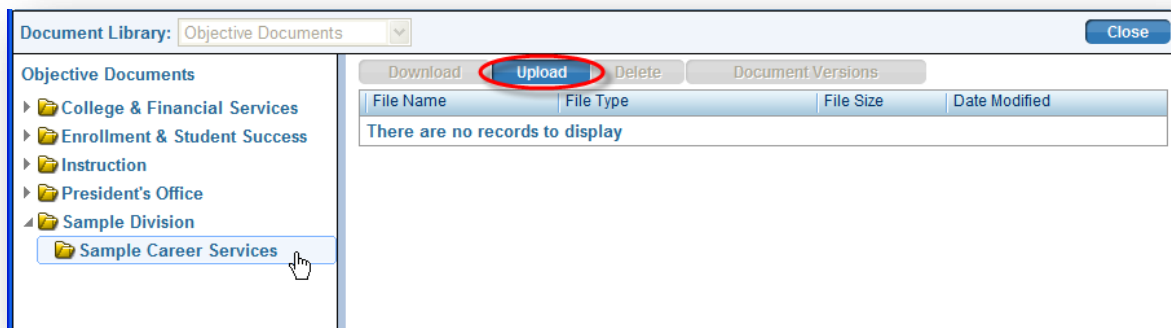 Document Library: Objective Documents
Close
Objective Documents
College & Financial Services
Enrollment & Student Success
Instruction
President's Office
Sample Division
Sample Career Services
Download Upload Delete Document Versions
File Name File Type File Size Date Modified
There are no records to display